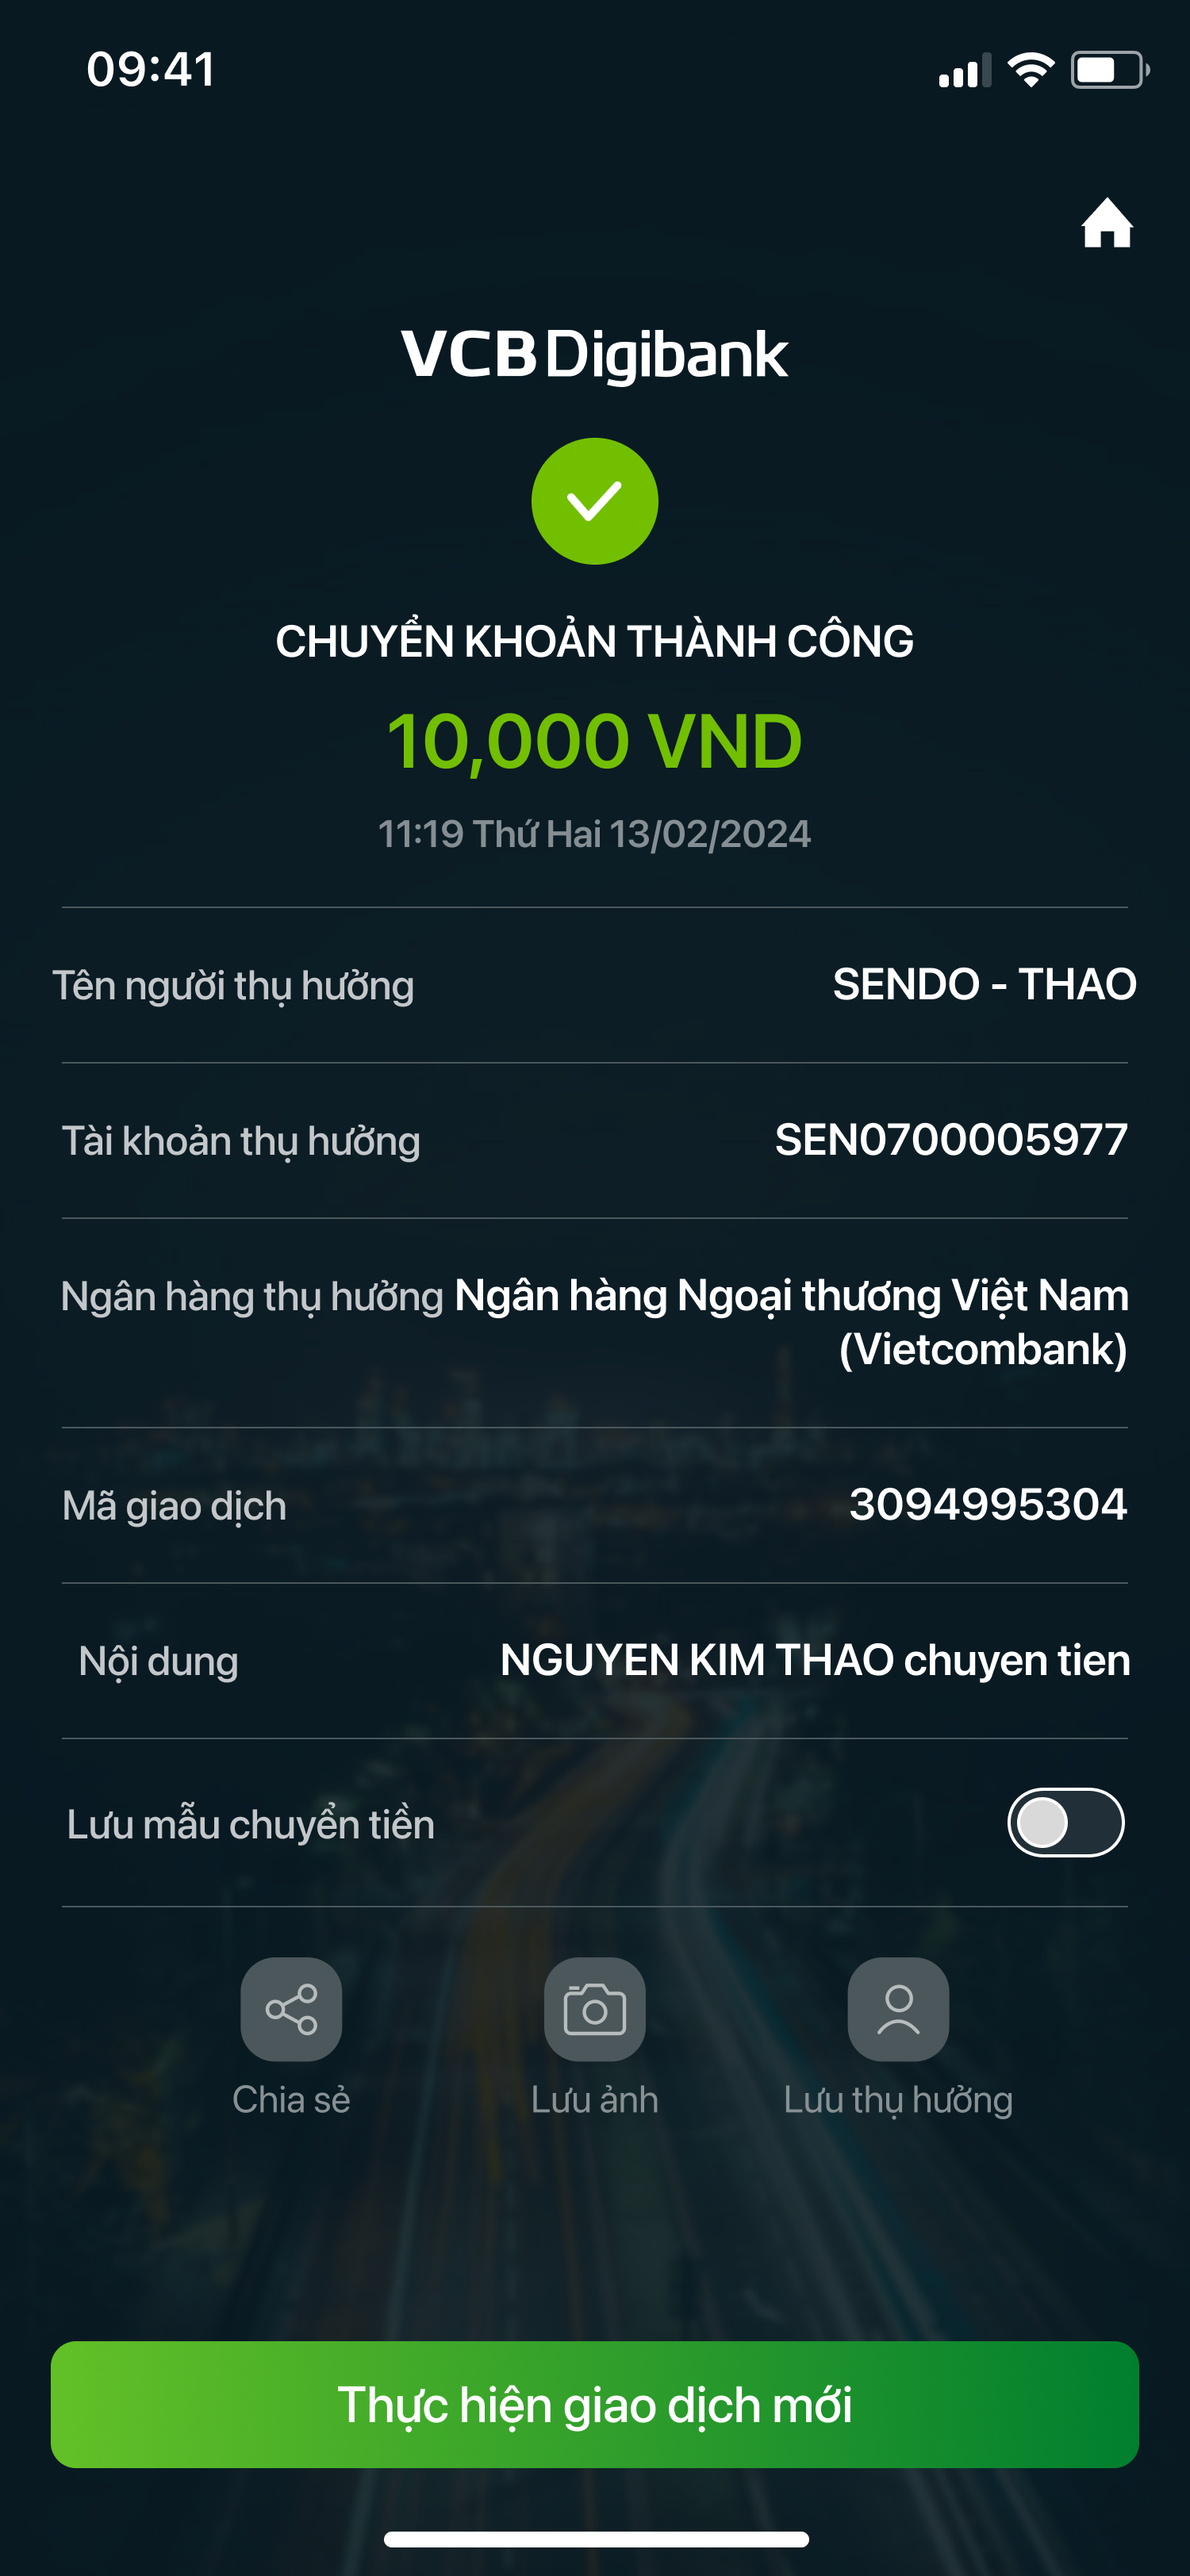 09:41
VCB Digibank
CHUYỂN KHOẢN THÀNH CÔNG
10,000 VND
11:19 Thứ Hai 13/02/2024
Tên người thụ hưởng SENDO - THAO
Tài khoản thụ hưởng SEN0700005977
Ngân hàng thụ hưởng Ngân hàng Ngoại thương Việt Nam
(Vietcombank)
Mã giao dịch 3094995304
Nội dung NGUYEN KIM THAO chuyen tien
Lưu mẫu chuyển tiền
Chia sẻ Lưu ảnh Lưu thụ hưởng
Thực hiện giao dịch mới